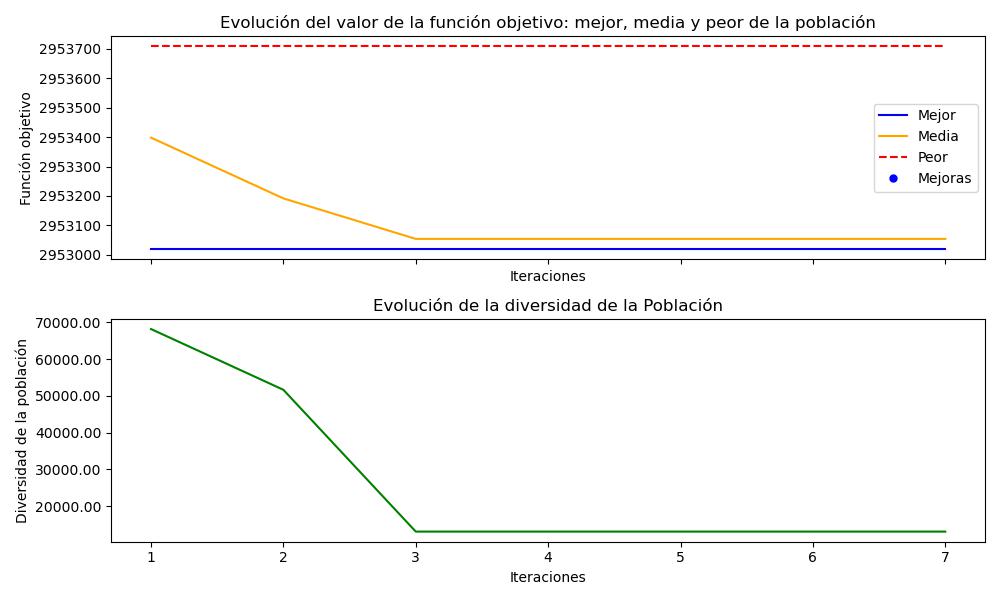 Evolución del valor de la función objetivo: mejor, media y peor de la población
Función objetivo
2953700
2953600
2953500
2953400
2953300
2953200
2953100
2953000
Mejor
Media
Peor
Mejoras
Iteraciones
Evolución de la diversidad de la Población
Diversidad de la población
70000.00
60000.00
50000.00
40000.00
30000.00
20000.00
1 2 3 4 5 6 7
Iteraciones